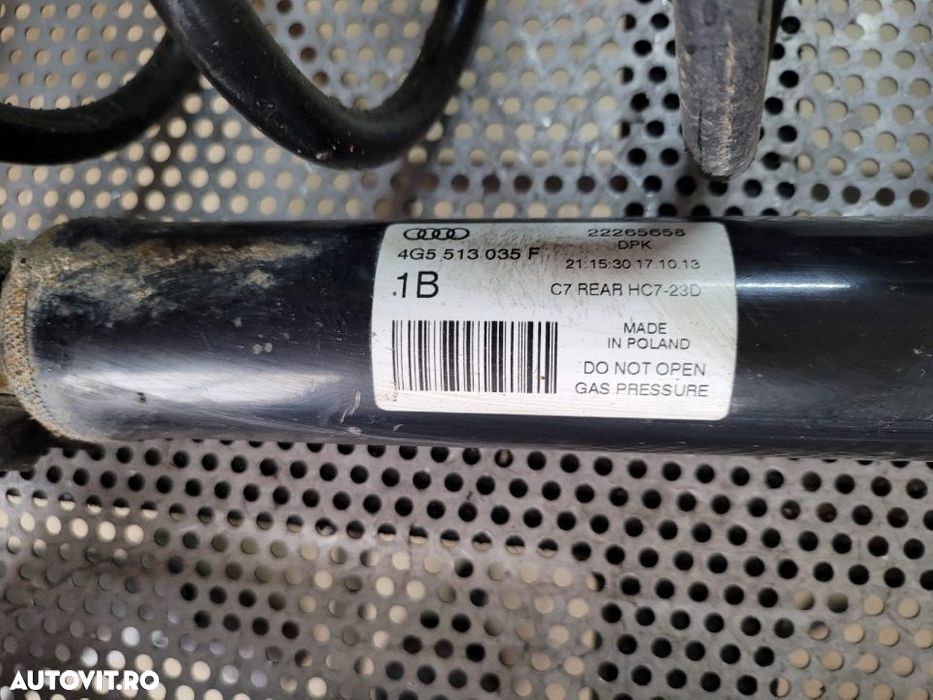 22265658
DPK
4G5 513 035 F
21:15:30 17.10.13
1B
C7 REAR HC7-23D
MADE
IN POLAND
DO NOT OPEN
GAS PRESSURE
AUTOVIT.RO